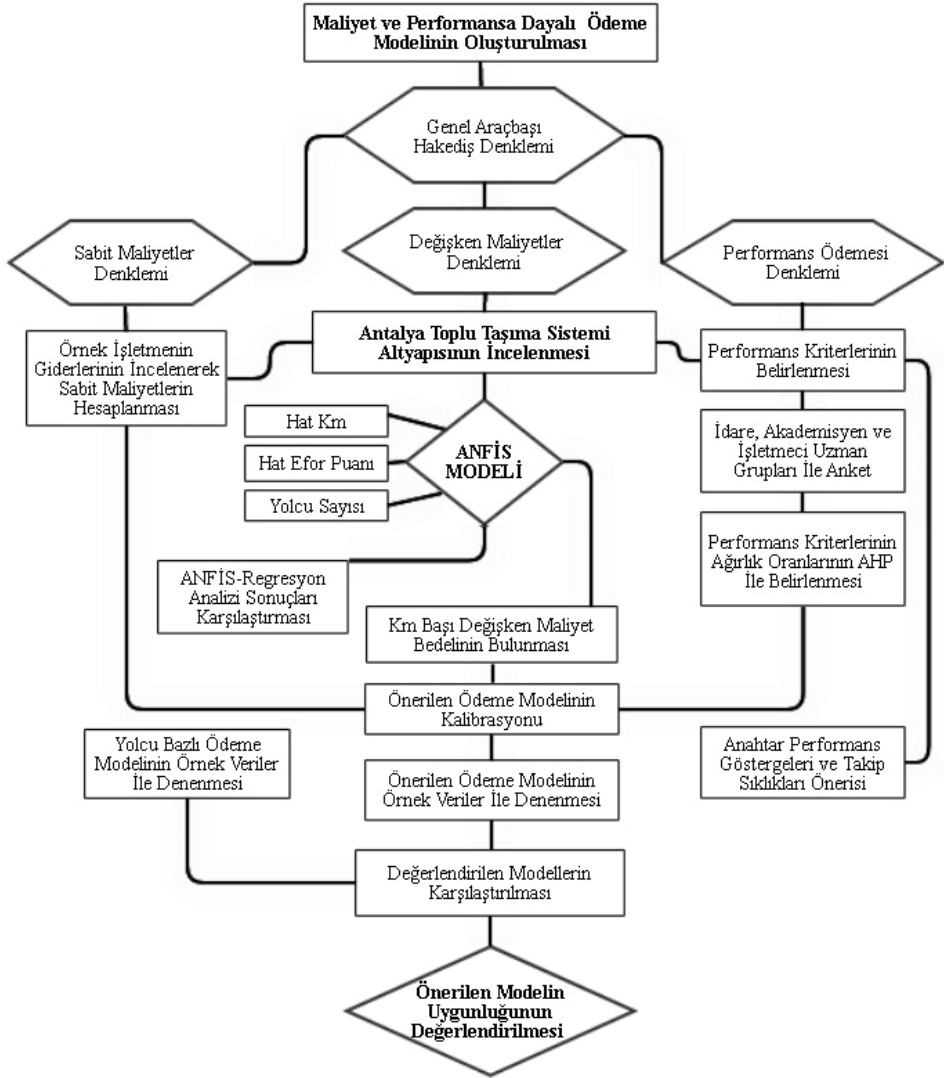 Maliyet ve Performansa Dayalı Ödeme
Modelinin Oluşturulması
Genel Araçbaşı
Hakediş Denklemi
Sabit Maliyetler
Denklemi
Değişken Maliyetler
Denklemi
Performans Ödemesi
Denklemi
Örnek İşletmenin
Giderlerinin İncelenerek
Sabit Maliyetlerin
Hesaplanması
Antalya Toplu Taşıma Sistemi
Altyapısının İncelenmesi
Performans Kriterlerinin
Belirlenmesi
Hat Km
Hat Efor Puanı
Yolcu Sayısı
ANFİS
MODELİ
İdare, Akademisyen ve
İşletmeci Uzman
Grupları İle Anket
Performans Kriterlerinin
Ağırlık Oranlarının AHP
İle Belirlenmesi
ANFİS-Regresyon
Analizi Sonuçları
Karşılaştırması
Km Başı Değişken Maliyet
Bedelinin Bulunması
Önerilen Ödeme Modelinin
Kalibrasyonu
Yolcu Bazlı Ödeme
Modelinin Örnek Veriler
İle Denenmesi
Önerilen Ödeme Modelinin
Örnek Veriler İle Denenmesi
Anahtar Performans
Göstergeleri ve Takip
Sıklıkları Önerisi
Değerlendirilen Modellerin
Karşılaştırılması
Önerilen Modelin
Uygunluğunun
Değerlendirilmesi